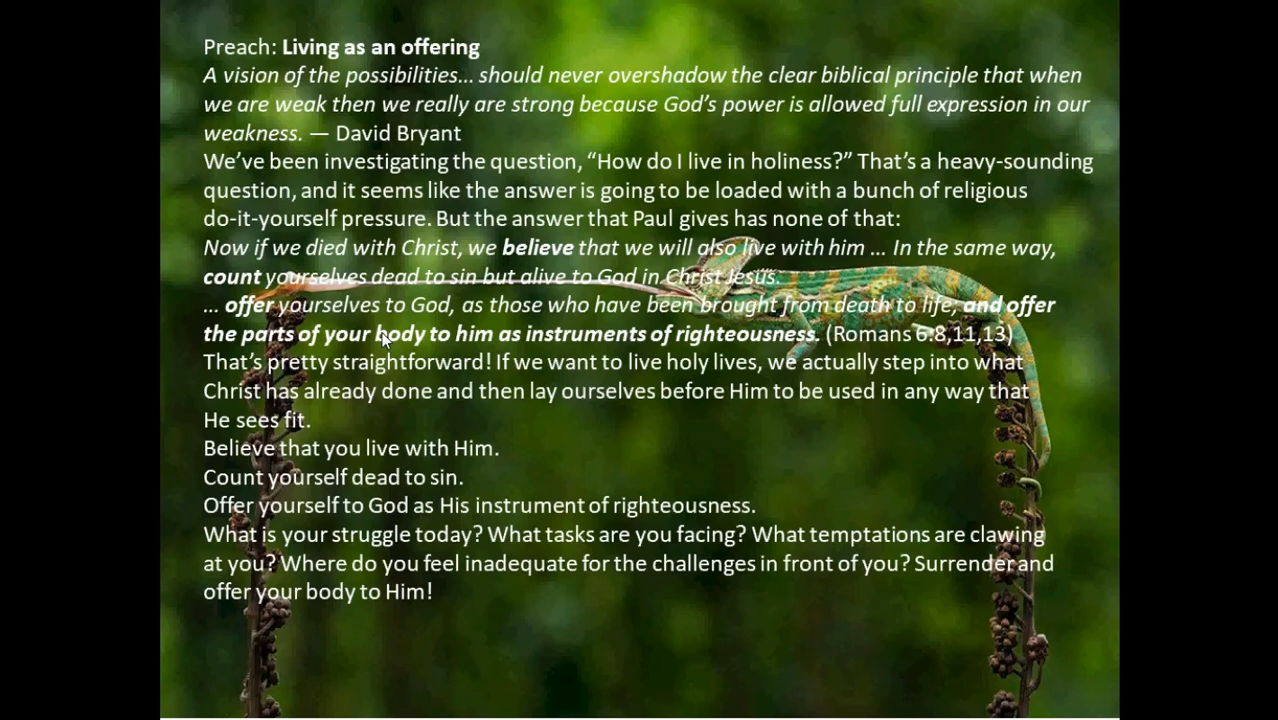 Preach: Living as an offering
A vision of the possibilities... should never overshadow the clear biblical principle that when
we are weak then we really are strong because God’s power is allowed full expression in our
weakness. — David Bryant
We’ve been investigating the question, “How do I live in holiness?” That’s a heavy-sounding
question, and it seems like the answer is going to be loaded with a bunch of religious
do-it-yourself pressure. But the answer that Paul gives has none of that:
Now if we died with Christ, we believe that we will also live with him ... In the same way,
count yourselves dead to sin but alive to God in Christ Jesus.
... offer yourselves to God, as those who have been brought from death to life; and offer
the parts of your body to him as instruments of righteousness. (Romans 6:8,11,13)
That’s pretty straightforward! If we want to live holy lives, we actually step into what
Christ has already done and then lay ourselves before Him to be used in any way that
He sees fit.
Believe that you live with Him.
Count yourself dead to sin.
Offer yourself to God as His instrument of righteousness.
What is your struggle today? What tasks are you facing? What temptations are clawing
at you? Where do you feel inadequate for the challenges in front of you? Surrender and
offer your body to Him!